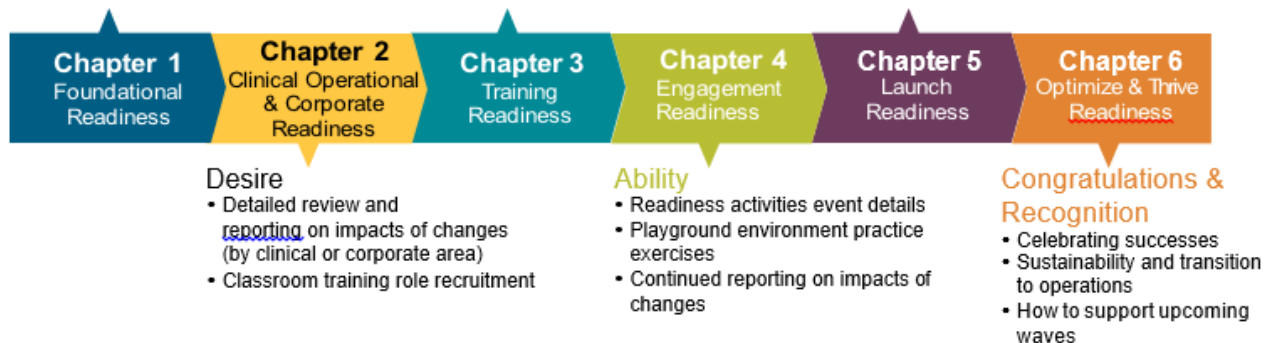 Chapter 1
Foundational
Readiness
Chapter 2
Clinical Operational
& Corporate
Readiness
Chapter 3
Training
Readiness
Chapter 4
Engagement
Readiness
Chapter 5
Launch
Readiness
Chapter 6
Optimize & Thrive
Readiness
Desire
• Detailed review and
reporting on impacts of changes
(by clinical or corporate area)
• Classroom training role recruitment
Ability
• Readiness activities event details
• Playground environment practice
exercises
• Continued reporting on impacts of
changes
Congratulations &
Recognition
• Celebrating successes
• Sustainability and transition
to operations
• How to support upcoming
waves